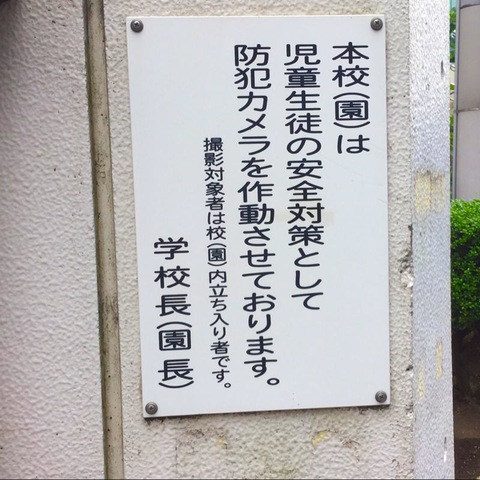 本校(園)は
児童生徒の安全対策として
防犯カメラを作動させております。
撮影対象者は校(園)内立ち入り者です。
学校長(園長)